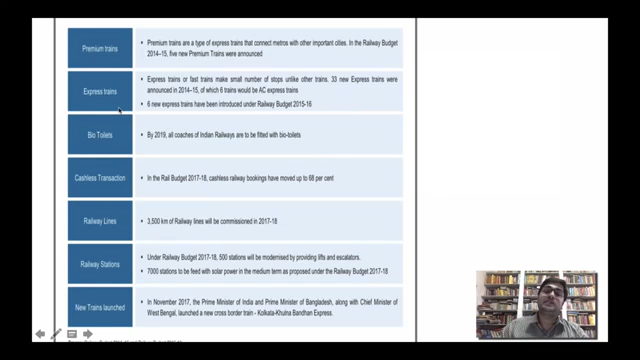 Premium trains
Premium trains are a type of express trains that connect metros with other important cities. In the Railway Budget
2014-15, five new Premium Trains were announced
Express trains
Express trains or fast trains make small number of stops unlike other trains. 33 new Express trains were
announced in 2014-15, of which 6 trains would be AC express trains
6 new express trains have been introduced under Railway Budget 2015-16
Bio Toilets
By 2019, all coaches of Indian Railways are to be fitted with bio-toilets
Cashless Transaction
In the Rail Budget 2017-18, cashless railway bookings have moved up to 68 per cent
Railway Lines
3,500 km of Railway lines will be commissioned in 2017-18
Railway Stations
Under Railway Budget 2017-18, 500 stations will be modernised by providing lifts and escalators.
7000 stations to be feed with solar power in the medium term as proposed under the Railway Budget 2017-18
New Trains launched
In November 2017, the Prime Minister of India and Prime Minister of Bangladesh, along with Chief Minister of
West Bengal, launched a new cross border train - Kolkata-Khulna Bandhan Express.